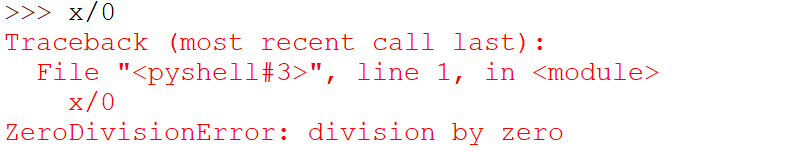 >>> x/0
Traceback (most recent call last):
  File "<pyshell#3>", line 1, in <module>
    x/0
ZeroDivisionError: division by zero